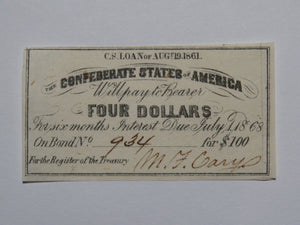 C.S. LOAN OF AUG. 19, 1861.
THE CONFEDERATE STATES OF AMERICA
Will pay to Bearer
FOUR DOLLARS
For six months Interest Due July 1, 1868
On Bond No 934 for $100
For the Register of the Treasury